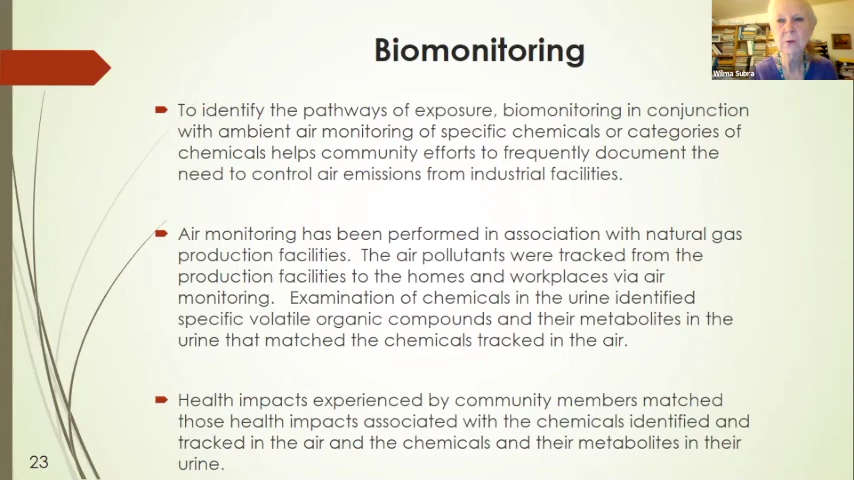 Biomonitoring
Wilma Subra
To identify the pathways of exposure, biomonitoring in conjunction
with ambient air monitoring of specific chemicals or categories of
chemicals helps community efforts to frequently document the
need to control air emissions from industrial facilities.
Air monitoring has been performed in association with natural gas
production facilities. The air pollutants were tracked from the
production facilities to the homes and workplaces via air
monitoring. Examination of chemicals in the urine identified
specific volatile organic compounds and their metabolites in the
urine that matched the chemicals tracked in the air.
Health impacts experienced by community members matched
those health impacts associated with the chemicals identified and
tracked in the air and the chemicals and their metabolites in their
urine.
23